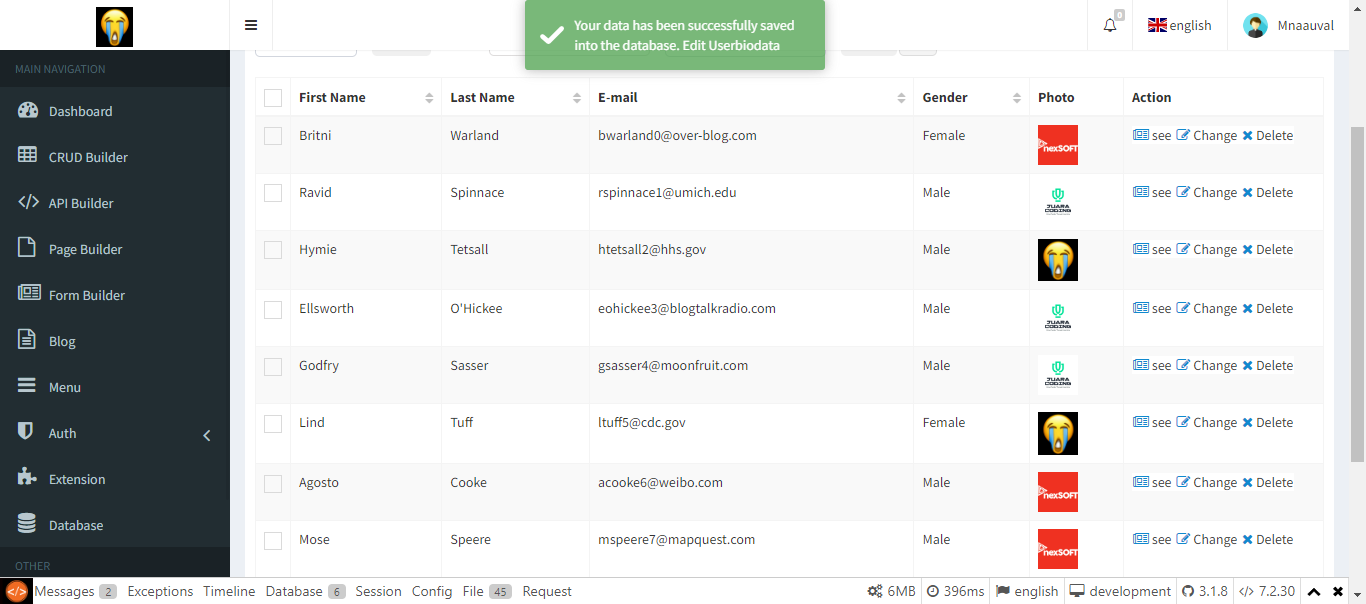 0
english
Mnaauval
Your data has been successfully saved
into the database. Edit Userbiodata
MAIN NAVIGATION
Dashboard
CRUD Builder
API Builder
Page Builder
Form Builder
Blog
Menu
Auth
Extension
Database
OTHER
First Name Last Name E-mail Gender Photo Action
Britni Warland bwarland0@over-blog.com Female nexSOFT see Change Delete
Ravid Spinnace rspinnace1@umich.edu Male JUARA CODING see Change Delete
Hymie Tetsall htetsall2@hhs.gov Male see Change Delete
Ellsworth O'Hickee eohickee3@blogtalkradio.com Male JUARA CODING see Change Delete
Godfry Sasser gsasser4@moonfruit.com Male JUARA CODING see Change Delete
Lind Tuff ltuff5@cdc.gov Female see Change Delete
Agosto Cooke acooke6@weibo.com Male nexSOFT see Change Delete
Mose Speere mspeere7@mapquest.com Male nexSOFT see Change Delete
</> Messages 2 Exceptions Timeline Database 6 Session Config File 45 Request 6MB 396ms english development 3.1.8 </> 7.2.30